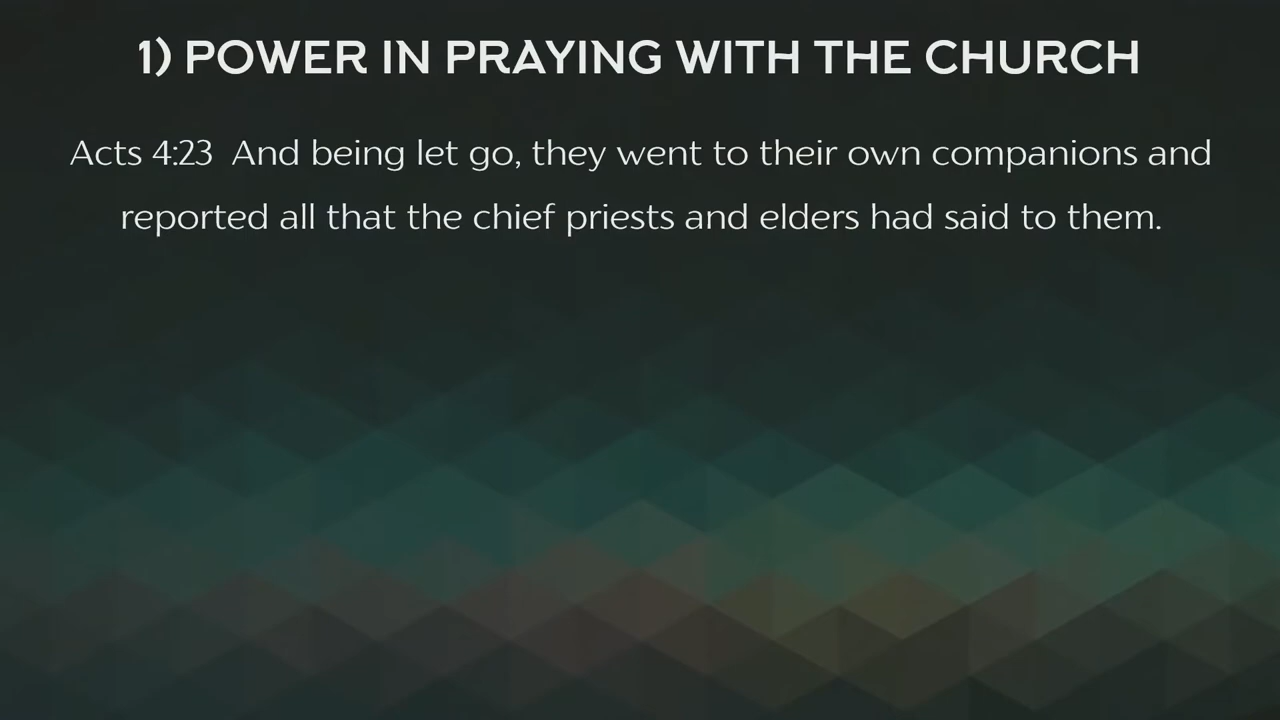 1) POWER IN PRAYING WITH THE CHURCH
Acts 4:23  And being let go, they went to their own companions and
reported all that the chief priests and elders had said to them.